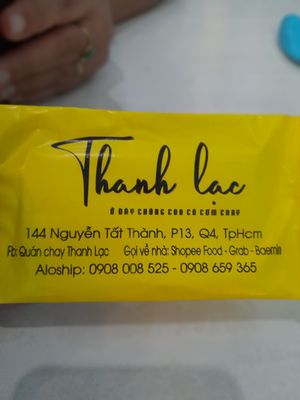 Thanh lạc
Ở ĐÂY CHÚNG CON CÓ CƠM CHAY
144 Nguyễn Tất Thành, P13, Q4, TpHcm
Fb: Quán chay Thanh Lạc Gọi về nhà: Shopee Food - Grab - Baemin
Aloship: 0908 008 525 - 0908 659 365